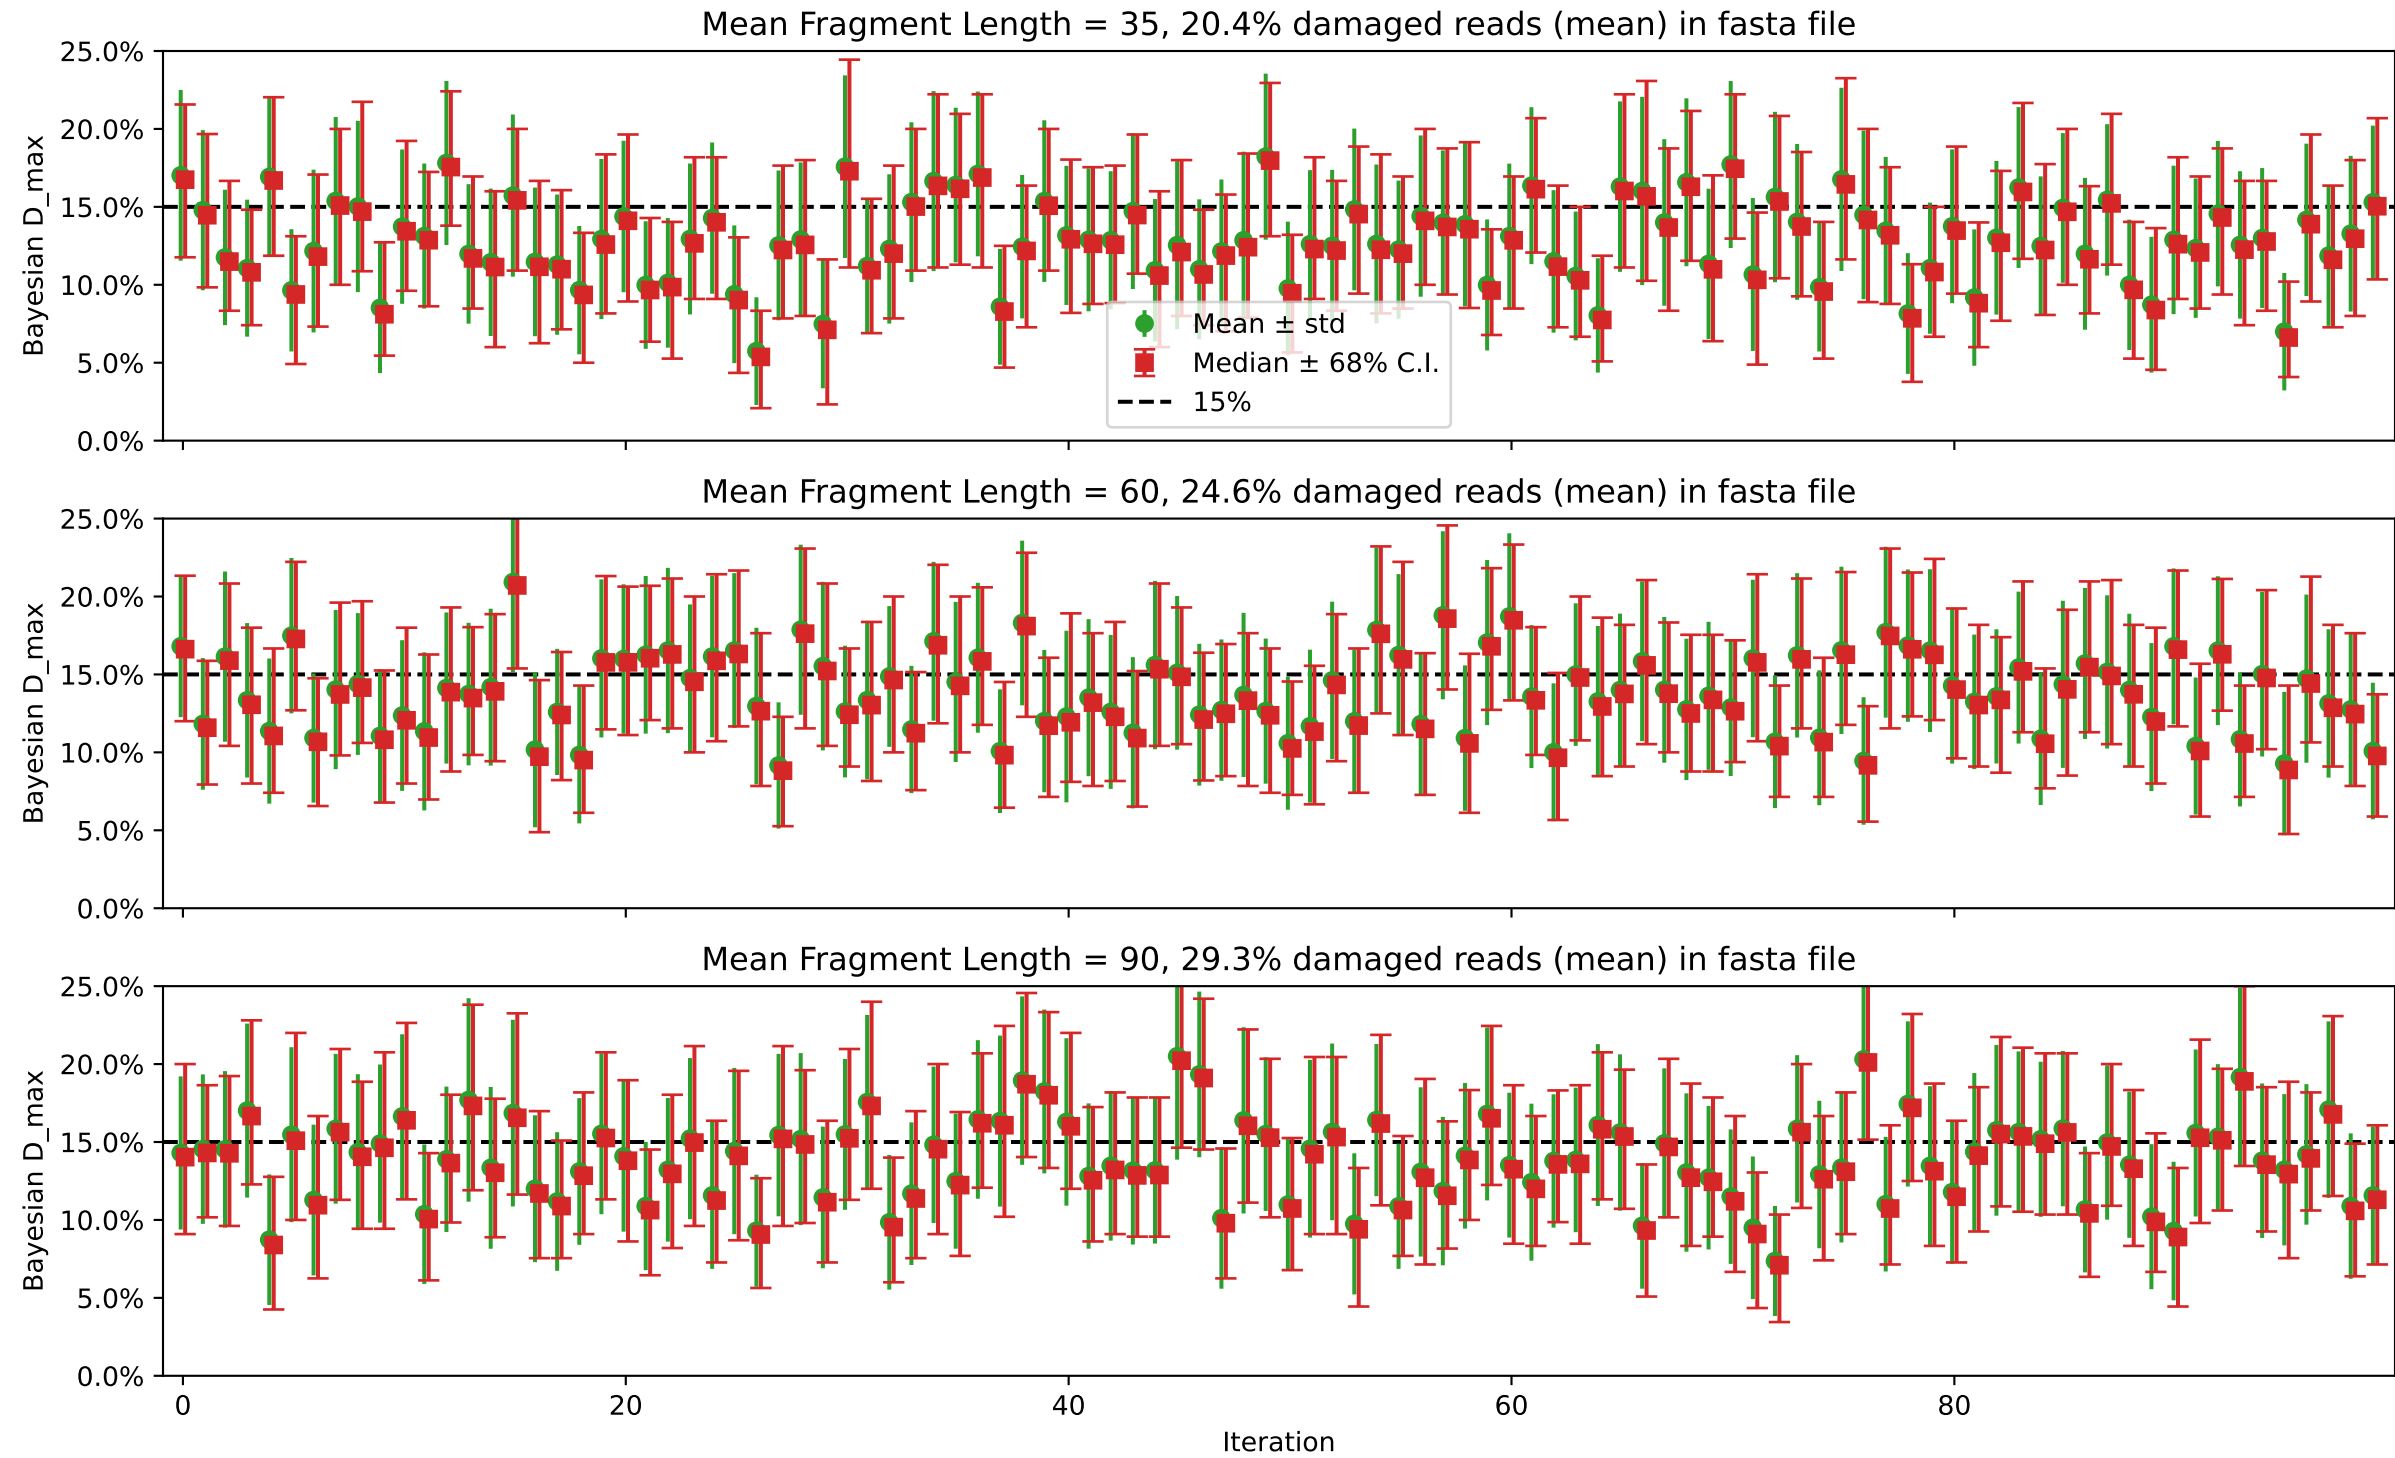 Mean Fragment Length = 35, 20.4% damaged reads (mean) in fasta file
25.0%
20.0%
15.0%
10.0%
5.0%
0.0%
Bayesian D_max
Mean ± std
Median ± 68% C.I.
15%
Mean Fragment Length = 60, 24.6% damaged reads (mean) in fasta file
25.0%
20.0%
15.0%
10.0%
5.0%
0.0%
Bayesian D_max
Mean Fragment Length = 90, 29.3% damaged reads (mean) in fasta file
25.0%
20.0%
15.0%
10.0%
5.0%
0.0%
Bayesian D_max
0 20 40 60 80
Iteration